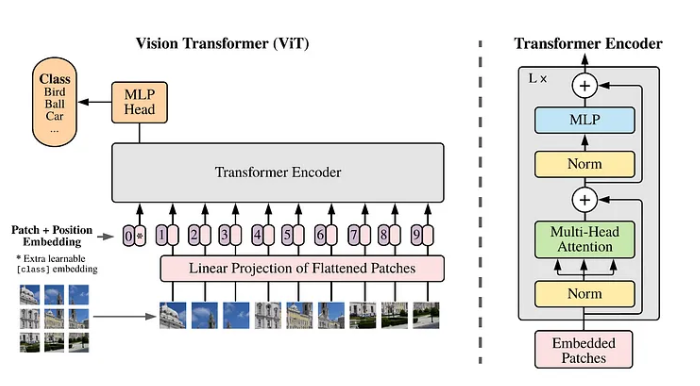 Vision Transformer (ViT)
Class
Bird
Ball
Car
...
MLP
Head
Transformer Encoder
Patch + Position
Embedding
* Extra learnable
[class] embedding
0 * 1 2 3 4 5 6 7 8 9
Linear Projection of Flattened Patches
Transformer Encoder
L x
+
MLP
Norm
+
Multi-Head
Attention
Norm
Embedded
Patches